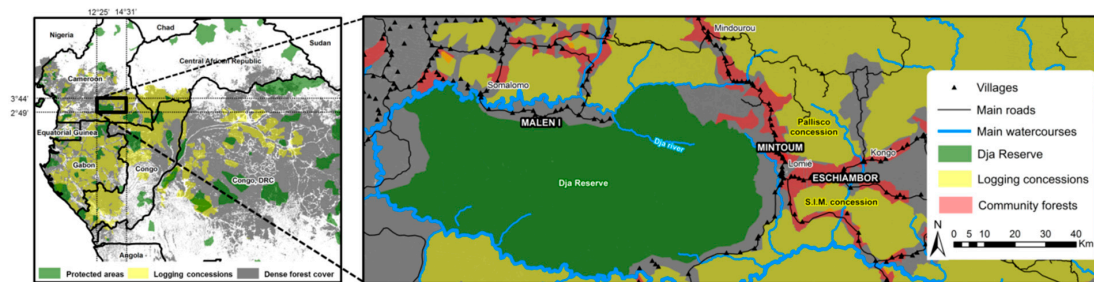 12°25' 14°31'
Nigeria
Chad
Sudan
Central African Republic
Cameroon
3°44'
2°49'
Equatorial Guinea
Gabon
Congo
Congo, DRC
Angola
Protected areas
Logging concessions
Dense forest cover
Mindourou
Somalomo
MALEN I
Dja river
Pallisco
concession
MINTOUM
Lomié
Kongo
ESCHIAMBOR
Dja Reserve
S.I.M. concession
Villages
Main roads
Main watercourses
Dja Reserve
Logging concessions
Community forests
N
0 5 10 20 30 40
Km